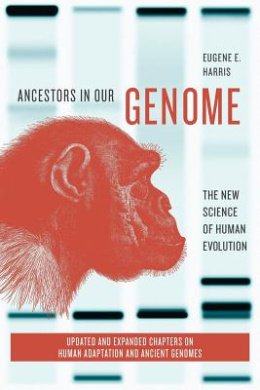 EUGENE E.
HARRIS
ANCESTORS IN OUR
GENOME
THE NEW
SCIENCE OF HUMAN
EVOLUTION
UPDATED AND EXPANDED CHAPTERS ON
HUMAN ADAPTATION AND ANCIENT GENOMES